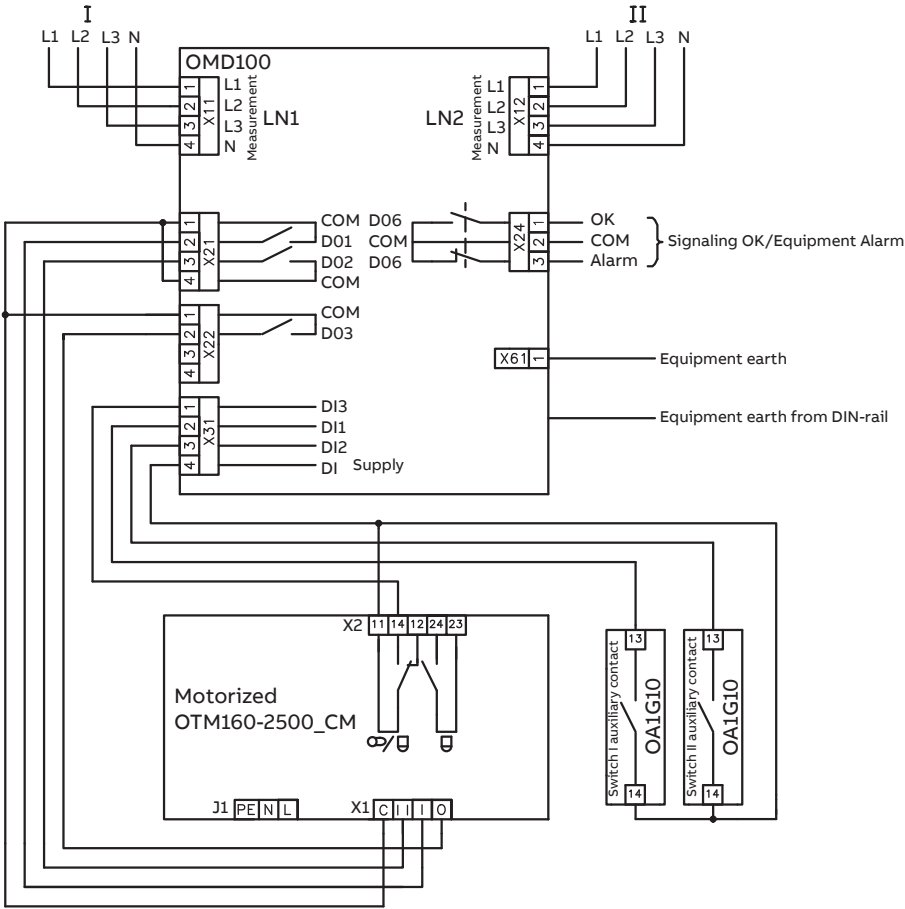 I
II
L1 L2 L3 N
L1 L2 L3 N
OMD100
1 L1
2 L2
3 L3
4 N
X11
Measurement
LN1
LN2
Measurement
L1 1
L2 2
L3 3
N 4
X12
1
2
3
4
X21
COM
D01
D02
COM
D06
COM
D06
X24
1 OK
2 COM
3 Alarm
Signaling OK/Equipment Alarm
1
2
3
4
X22
COM
D03
X61 1
Equipment earth
Equipment earth from DIN-rail
1
2
3
4
X31
DI3
DI1
DI2
DI Supply
X2 11 14 12 24 23
Motorized
OTM160-2500_CM
J1 PE N L
X1 C II I O
13
Switch I auxiliary contact
OA1G10
14
13
Switch II auxiliary contact
OA1G10
14